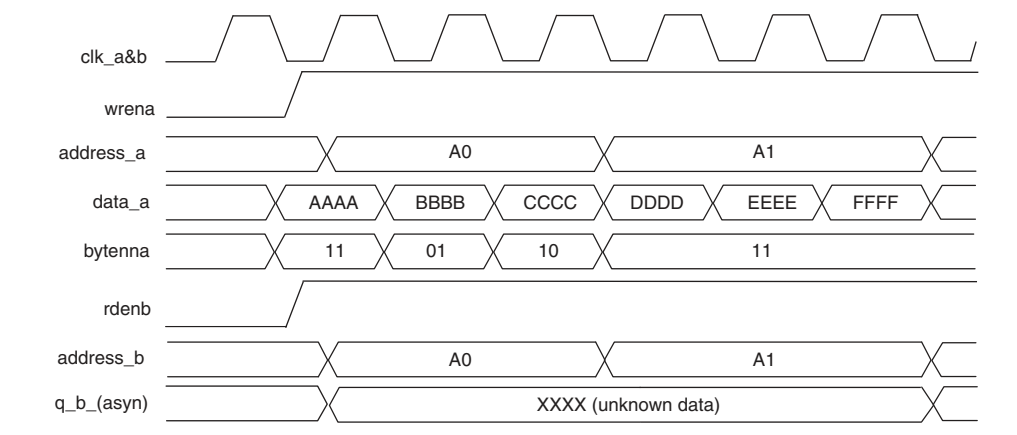 clk_a&b
wrena
address_a A0 A1
data_a AAAA BBBB CCCC DDDD EEEE FFFF
bytenna 11 01 10 11
rdenb
address_b A0 A1
q_b_(asyn) XXXX (unknown data)